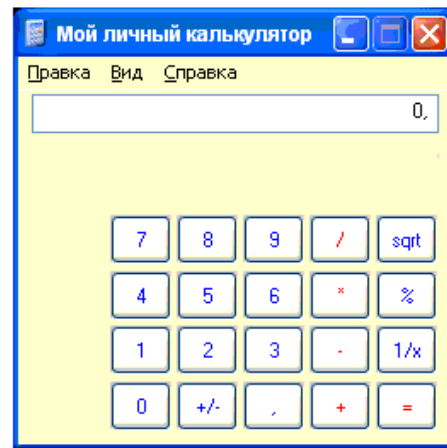 Мой личный калькулятор
Правка Вид Справка
0,
7 8 9 / sqrt
4 5 6 * %
1 2 3 - 1/x
0 +/- , + =